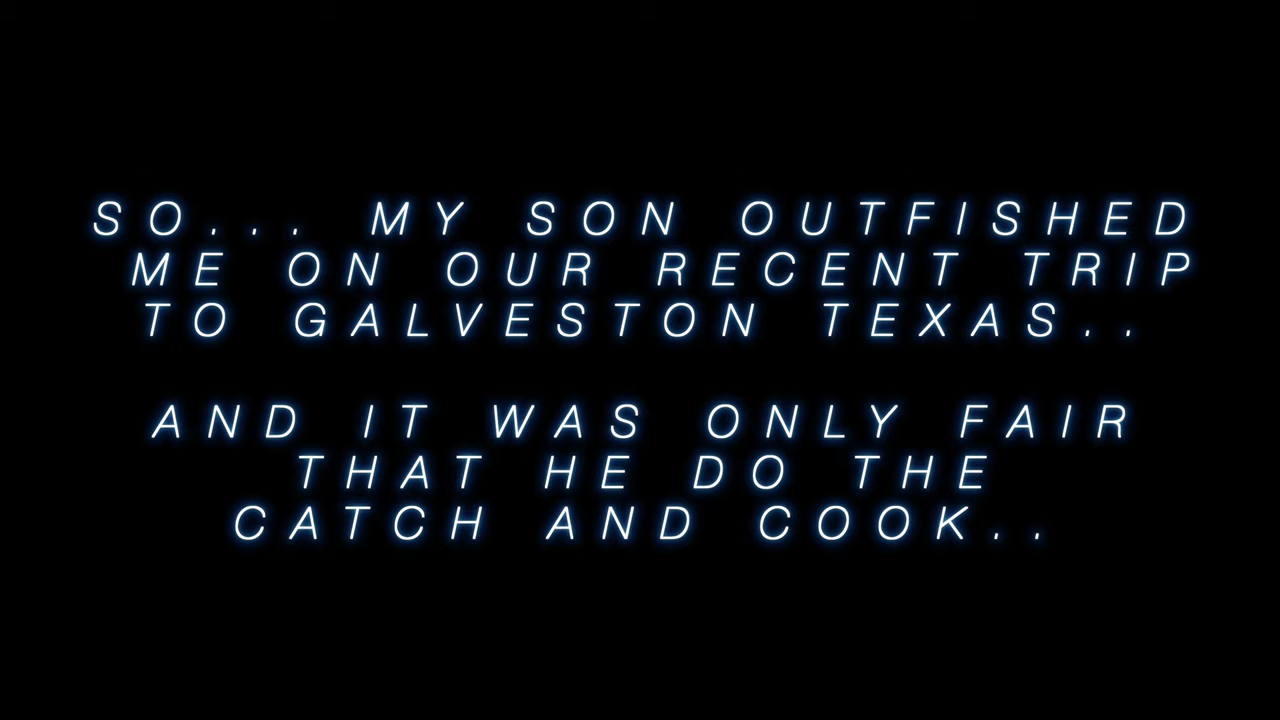 SO... MY SON OUTFISHED
ME ON OUR RECENT TRIP
TO GALVESTON TEXAS..
AND IT WAS ONLY FAIR
THAT HE DO THE
CATCH AND COOK..